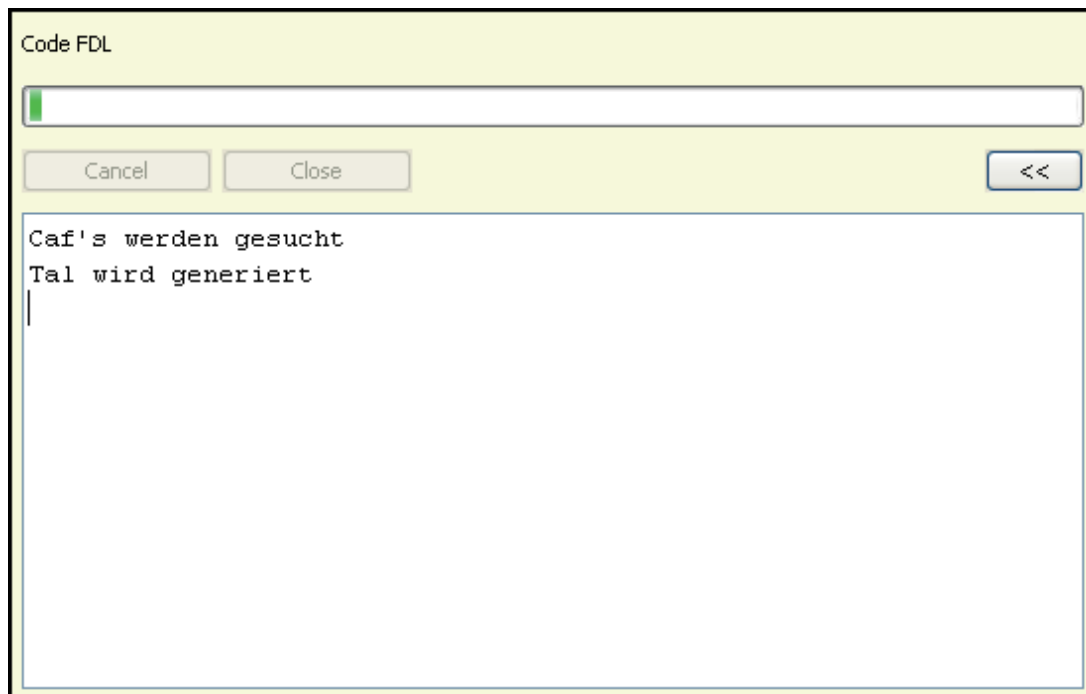 Code FDL
Cancel Close <<
Caf's werden gesucht
Tal wird generiert